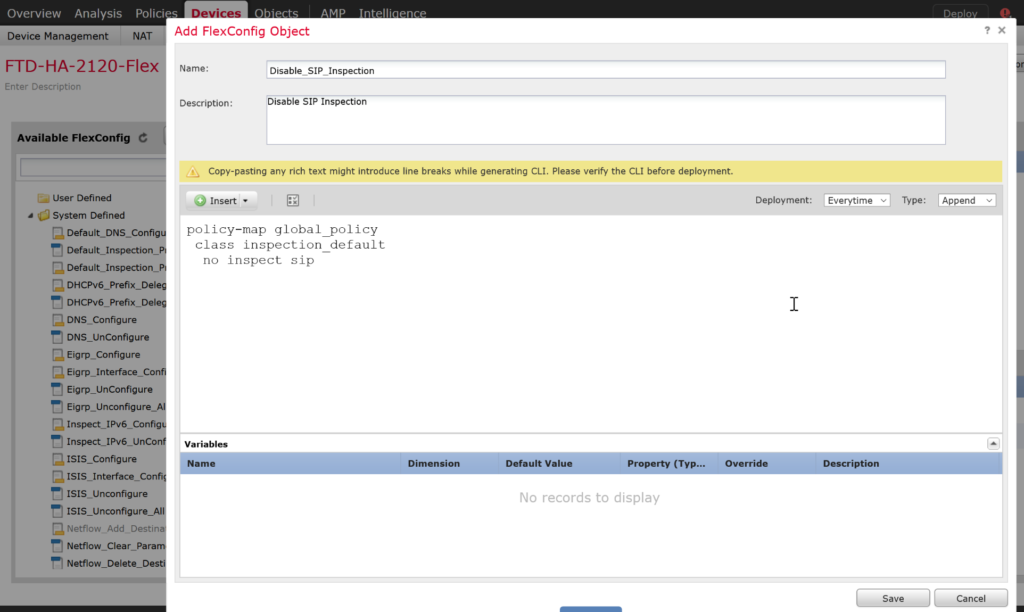 Overview Analysis Policies Devices Objects AMP Intelligence Deploy
Device Management NAT
Add FlexConfig Object ?
FTD-HA-2120-Flex
Enter Description
Name: Disable_SIP_Inspection
Description: Disable SIP Inspection
Available FlexConfig
Copy-pasting any rich text might introduce line breaks while generating CLI. Please verify the CLI before deployment.
Insert Deployment: Everytime Type: Append
policy-map global_policy
class inspection_default
no inspect sip
User Defined
System Defined
Default_DNS_Configu
Default_Inspection_Pr
Default_Inspection_Pr
DHCPv6_Prefix_Deleg
DHCPv6_Prefix_Deleg
DNS_Configure
DNS_UnConfigure
Eigrp_Configure
Eigrp_Interface_Confi
Eigrp_UnConfigure
Eigrp_Unconfigure_Al
Inspect_IPv6_Configu
Inspect_IPv6_UnConf
ISIS_Configure
ISIS_Interface_Config
ISIS_Unconfigure
ISIS_Unconfigure_All
Netflow_Add_Destinat
Netflow_Clear_Param
Netflow_Delete_Desti
Variables
Name Dimension Default Value Property (Typ... Override Description
No records to display
Save Cancel